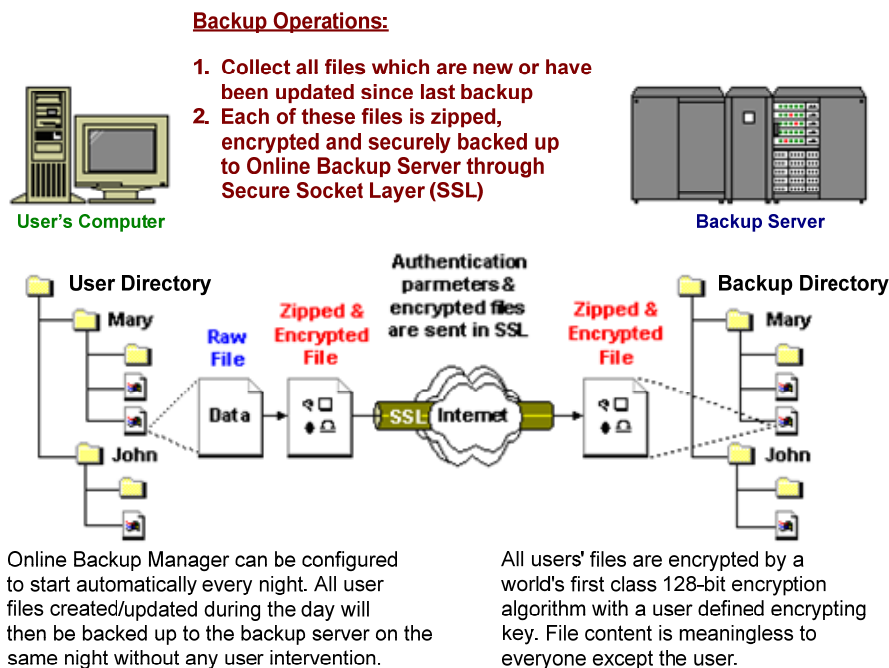 Backup Operations:
1. Collect all files which are new or have
been updated since last backup
2. Each of these files is zipped,
encrypted and securely backed up
to Online Backup Server through
Secure Socket Layer (SSL)
User's Computer
Backup Server
User Directory
Mary
John
Raw
File
Data
Zipped &
Encrypted
File
Authentication
parmeters &
encrypted files
are sent in SSL
SSL
Internet
Zipped &
Encrypted
File
Backup Directory
Mary
John
Online Backup Manager can be configured
to start automatically every night. All user
files created/updated during the day will
then be backed up to the backup server on the
same night without any user intervention.
All users' files are encrypted by a
world's first class 128-bit encryption
algorithm with a user defined encrypting
key. File content is meaningless to
everyone except the user.